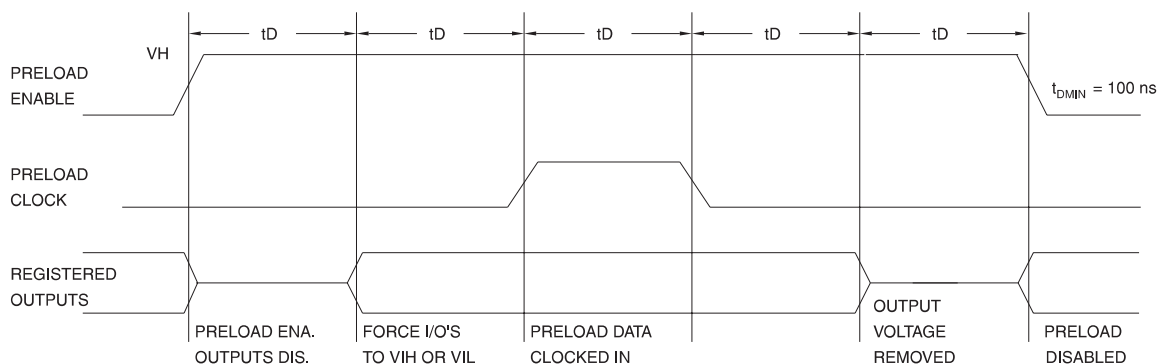 tD tD tD tD tD
VH
PRELOAD
ENABLE
t_DMIN = 100 ns
PRELOAD
CLOCK
REGISTERED
OUTPUTS
PRELOAD ENA.
OUTPUTS DIS.
FORCE I/O'S
TO VIH OR VIL
PRELOAD DATA
CLOCKED IN
OUTPUT
VOLTAGE
REMOVED
PRELOAD
DISABLED